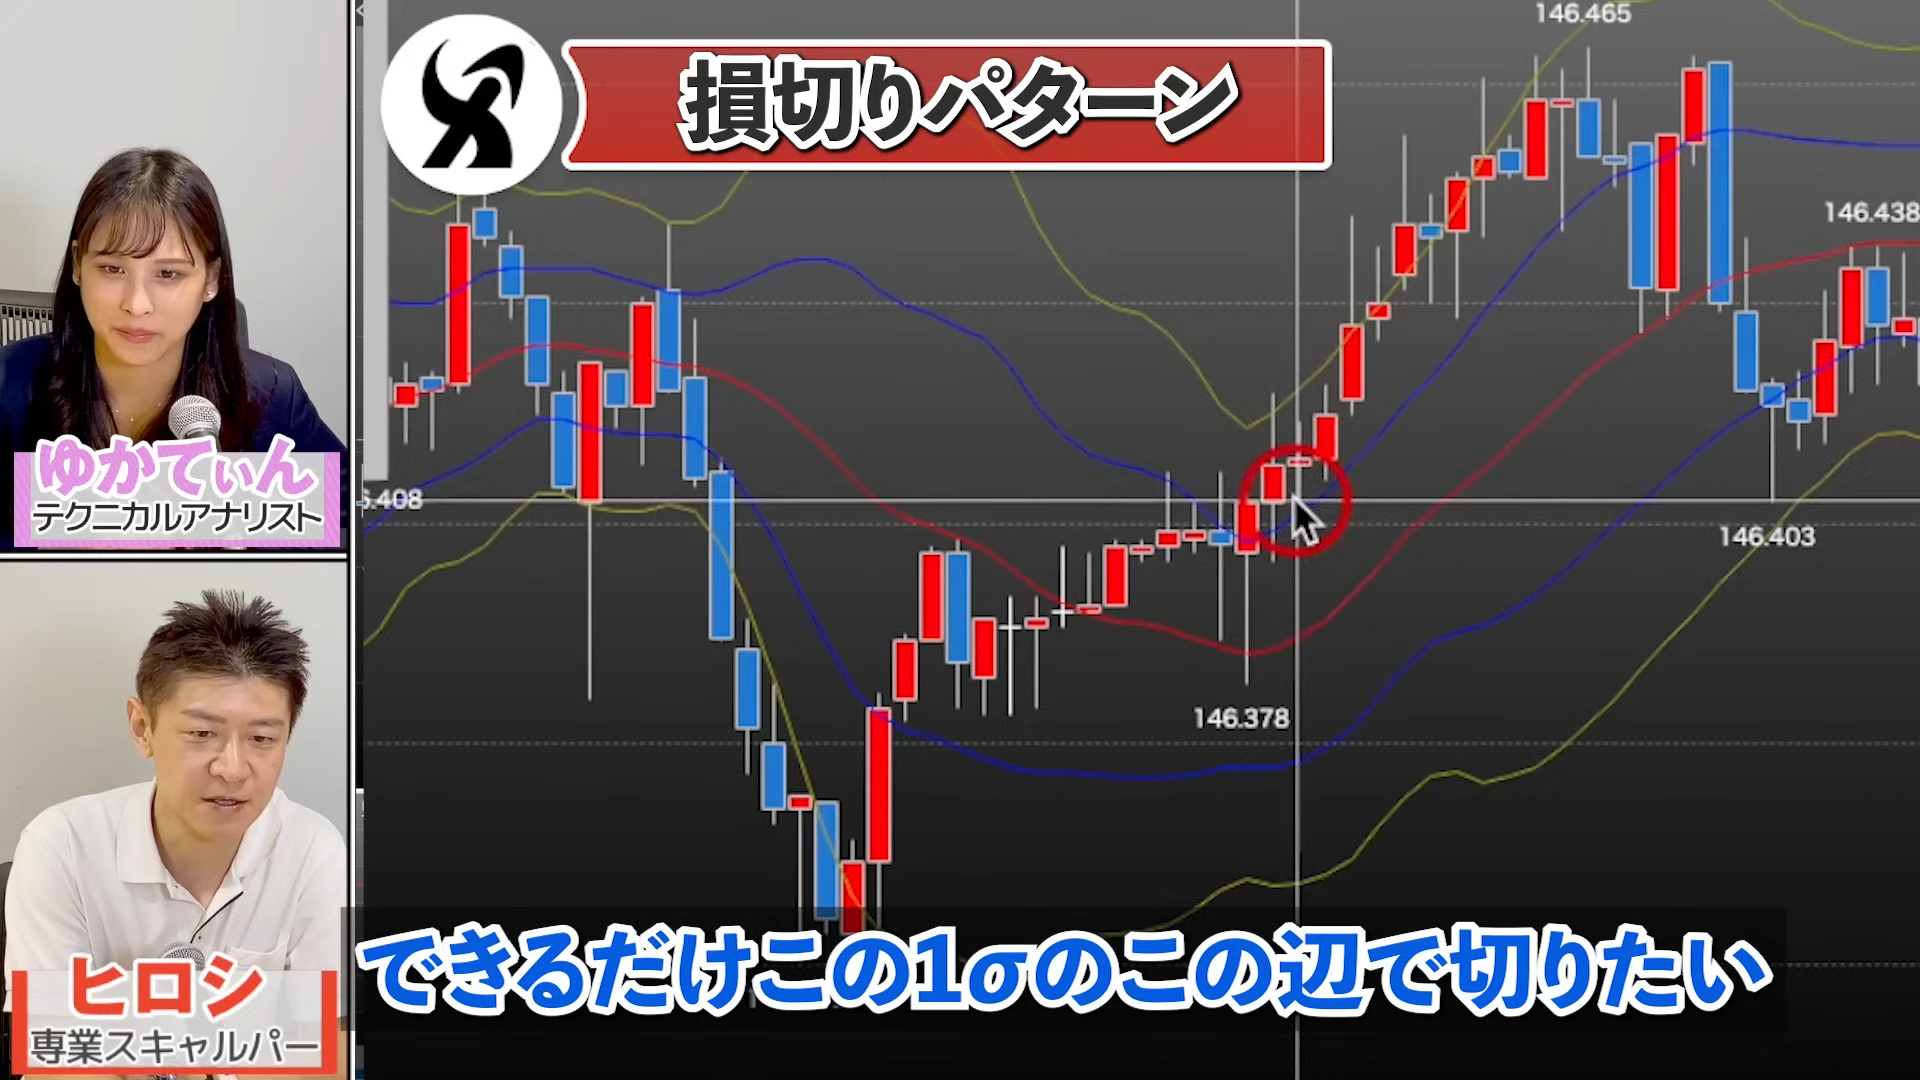 損切りパターン
146.465
146.438
6.408
146.403
146.378
ゆかてぃん
テクニカルアナリスト
ヒロシ
専業スキャルパー
できるだけこの1σのこの辺で切りたい